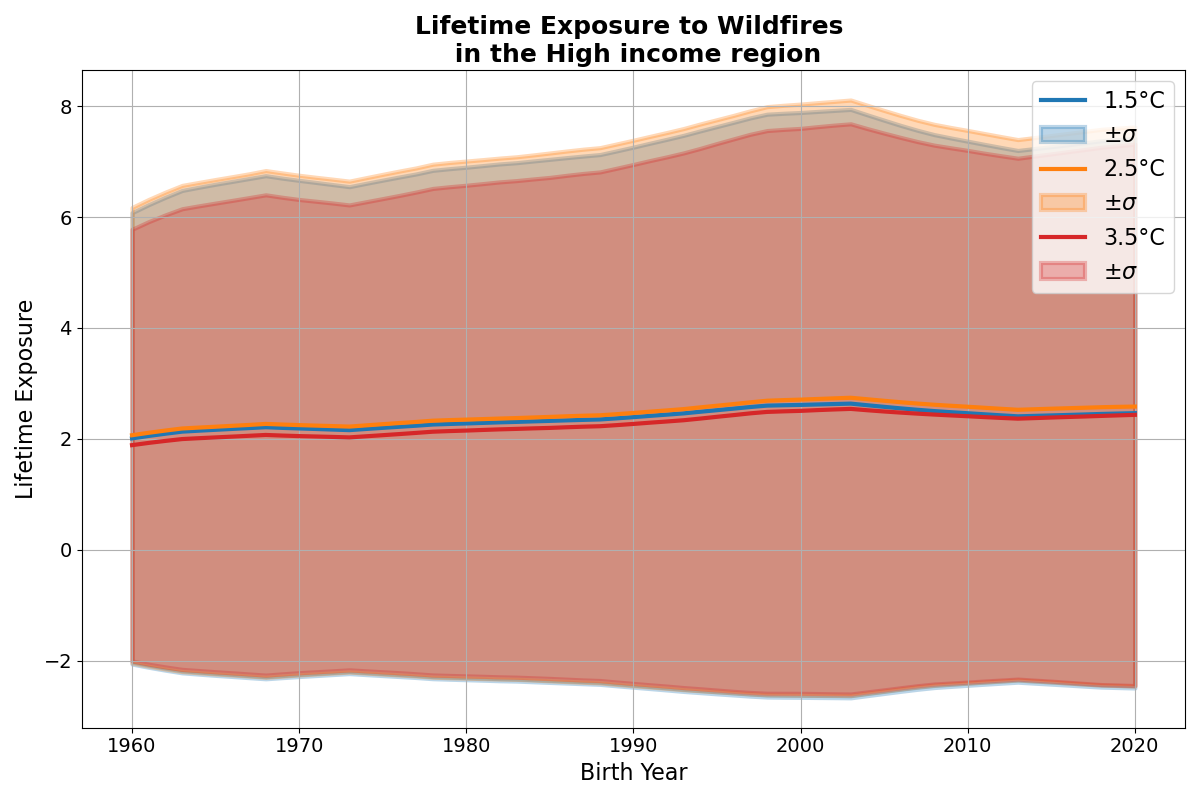 Lifetime Exposure to Wildfires
in the High income region
Lifetime Exposure
8
6
4
2
0
−2
1.5°C
±σ
2.5°C
±σ
3.5°C
±σ
1960 1970 1980 1990 2000 2010 2020
Birth Year